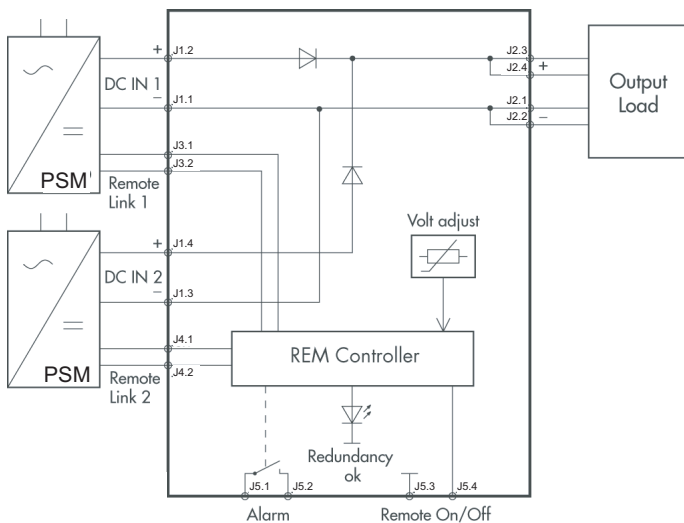 J1.2
J2.3
+
J2.4
+
DC IN 1
Output
Load
−
J1.1
J2.1
J2.2
−
J3.1
J3.2
PSM
Remote
Link 1
Volt adjust
+
J1.4
DC IN 2
−
J1.3
J4.1
REM Controller
PSM
J4.2
Remote
Link 2
Redundancy
ok
J5.1
J5.2
J5.3
J5.4
Alarm
Remote On/Off